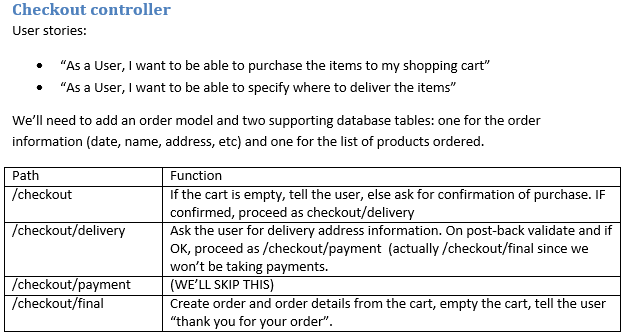 Checkout controller
User stories:
• "As a User, I want to be able to purchase the items to my shopping cart"
• "As a User, I want to be able to specify where to deliver the items"
We'll need to add an order model and two supporting database tables: one for the order
information (date, name, address, etc) and one for the list of products ordered.
Path Function
/checkout If the cart is empty, tell the user, else ask for confirmation of purchase. IF
confirmed, proceed as checkout/delivery
/checkout/delivery Ask the user for delivery address information. On post-back validate and if
OK, proceed as /checkout/payment (actually /checkout/final since we
won't be taking payments.
/checkout/payment (WE'LL SKIP THIS)
/checkout/final Create order and order details from the cart, empty the cart, tell the user
"thank you for your order".